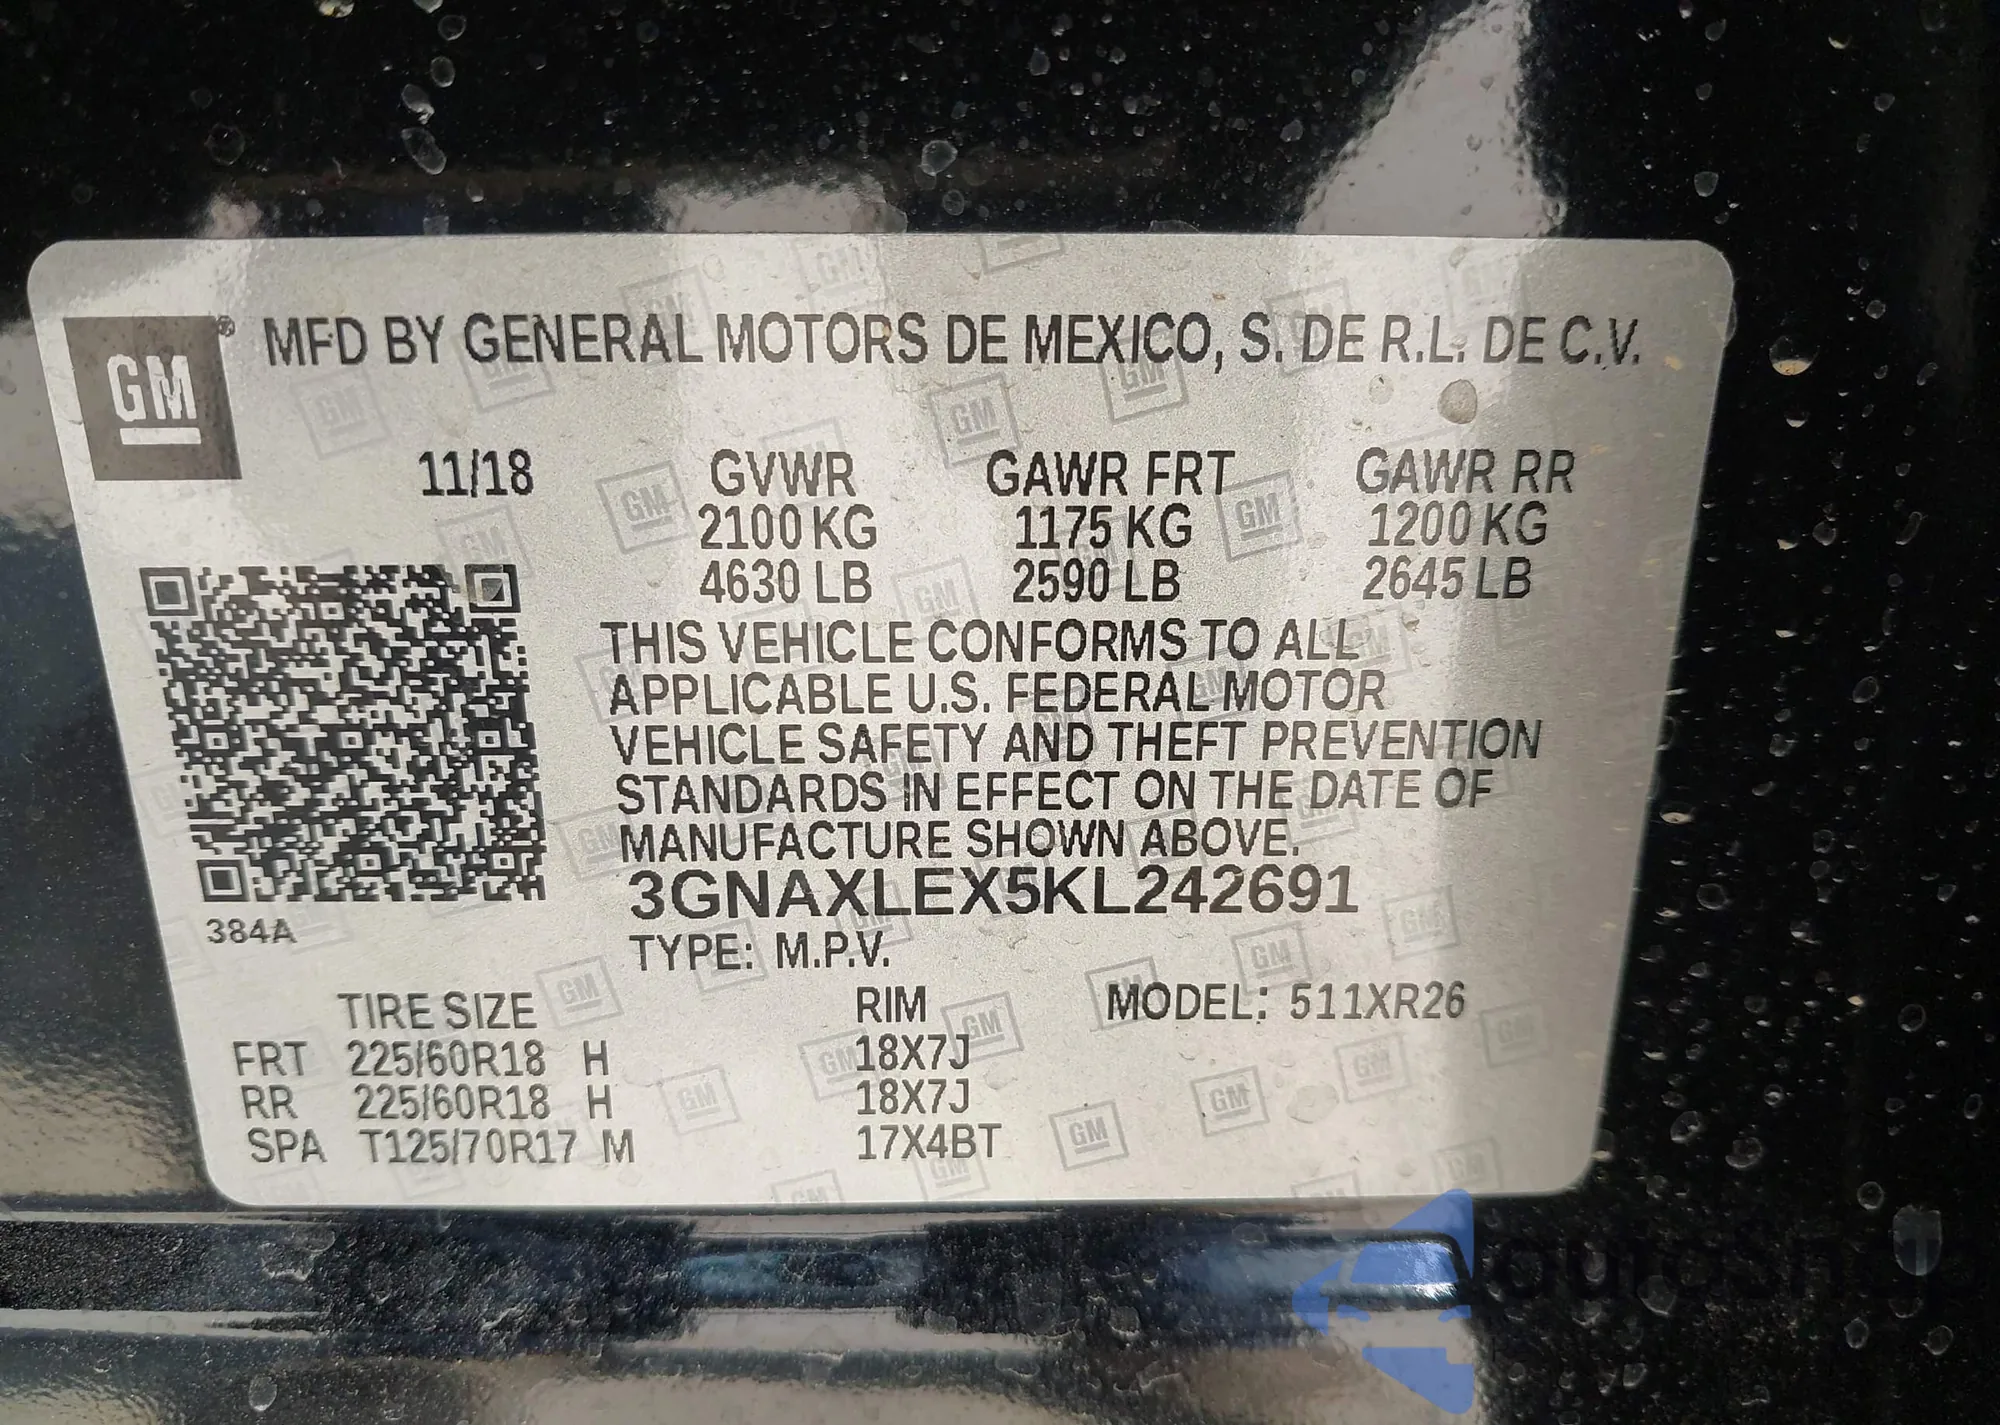 GM® MFD BY GENERAL MOTORS DE MEXICO, S. DE R.L. DE C.V.
11/18 GVWR GAWR FRT GAWR RR
2100 KG 1175 KG 1200 KG
4630 LB 2590 LB 2645 LB
THIS VEHICLE CONFORMS TO ALL
APPLICABLE U.S. FEDERAL MOTOR
VEHICLE SAFETY AND THEFT PREVENTION
STANDARDS IN EFFECT ON THE DATE OF
MANUFACTURE SHOWN ABOVE.
3GNAXLEX5KL242691
384A
TYPE: M.P.V.
TIRE SIZE RIM MODEL: 511XR26
FRT 225/60R18 H 18X7J
RR 225/60R18 H 18X7J
SPA T125/70R17 M 17X4BT